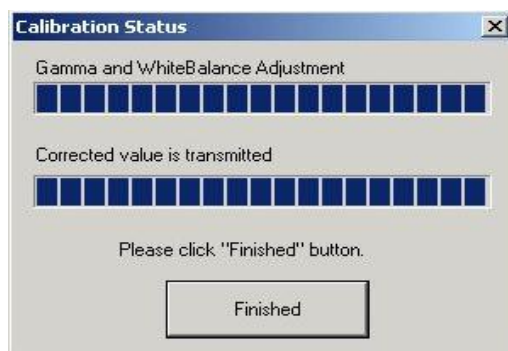 Calibration Status
Gamma and WhiteBalance Adjustment
Corrected value is transmitted
Please click "Finished" button.
Finished